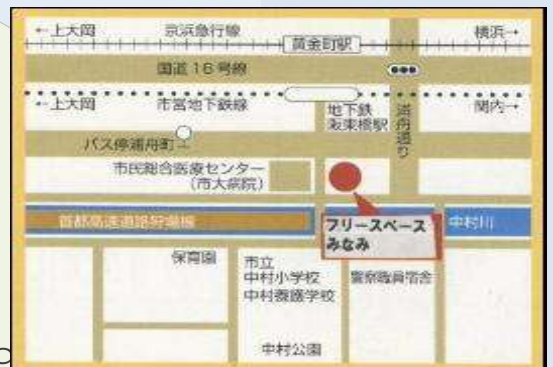 ←上大岡 京浜急行線 黄金町駅 横浜→
国道16号線
←上大岡 市営地下鉄線 地下鉄 関内→
阪東橋駅
浦舟通り
バス停浦舟町
市民総合医療センター
(市大病院)
首都高速道路狩場線
フリースペース
みなみ
中村川
保育園
市立
中村小学校
中村養護学校
警察職員宿舎
中村公園